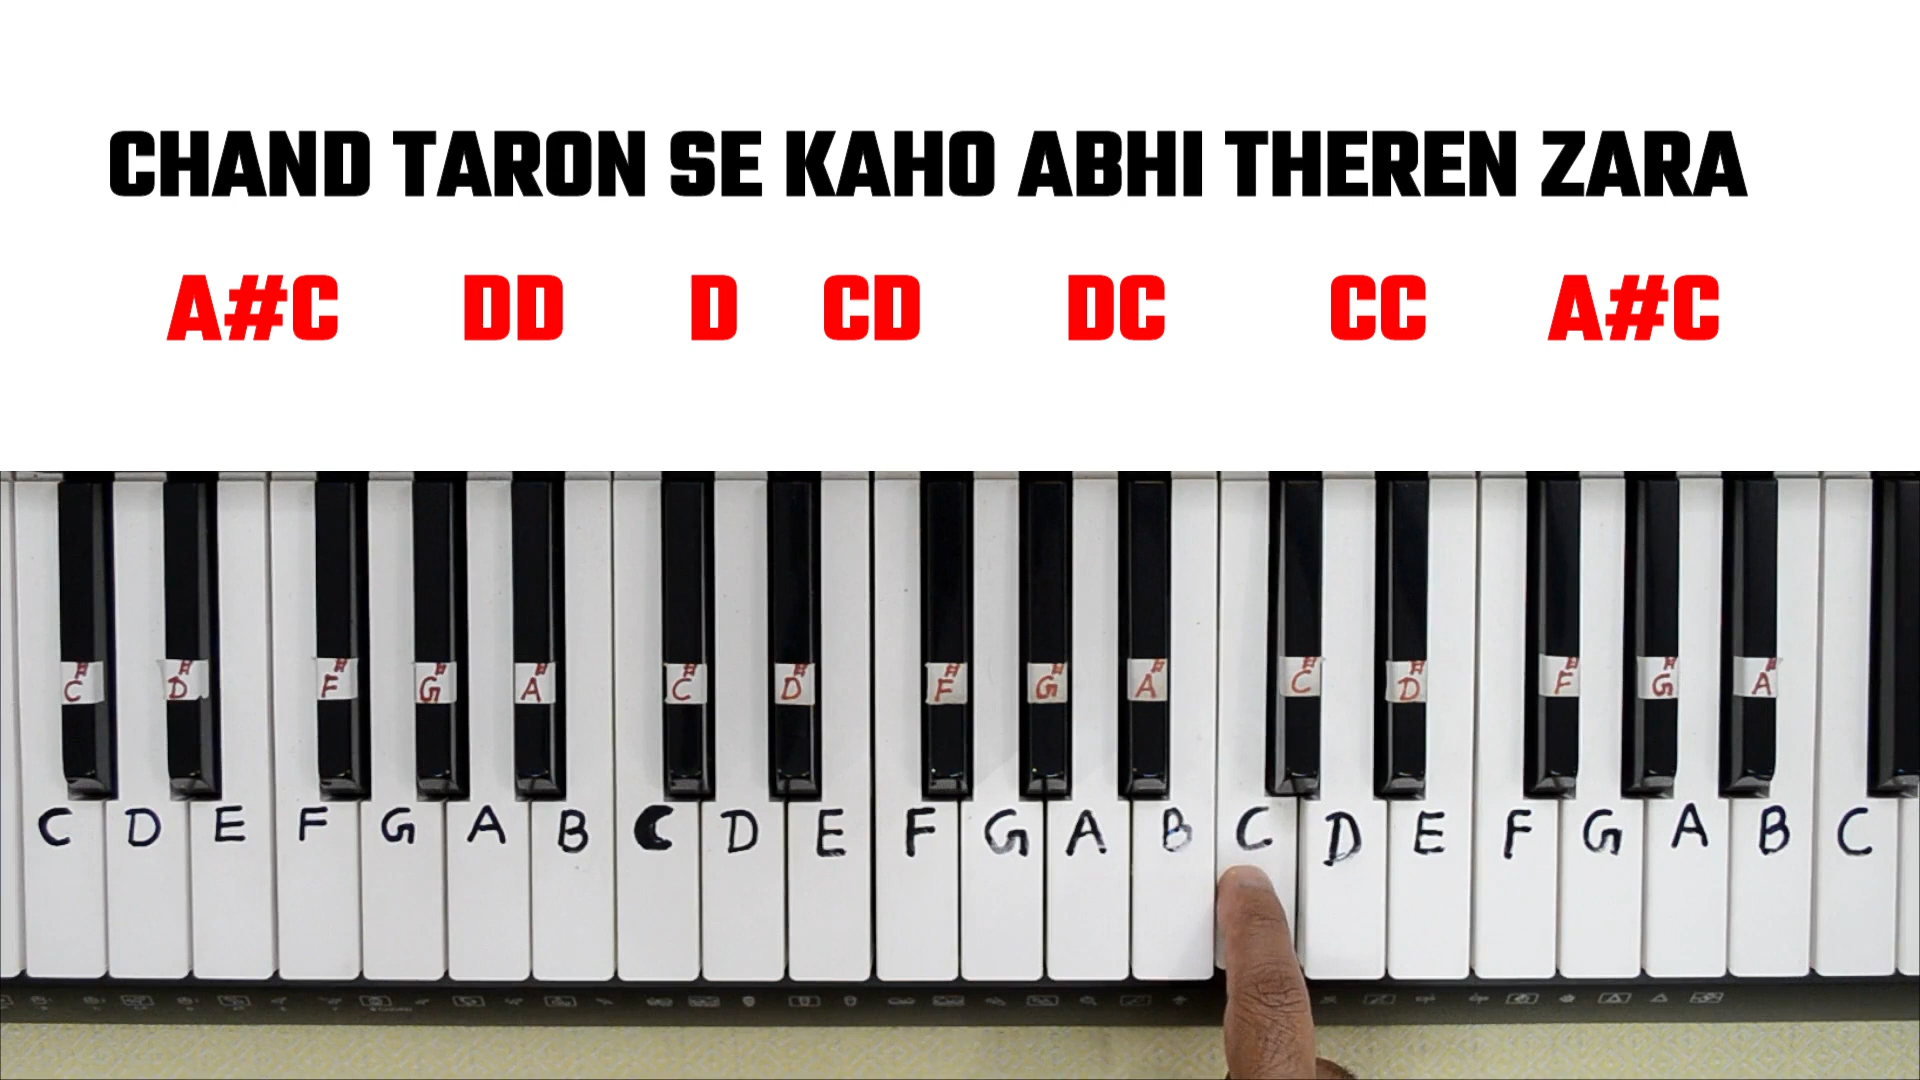 CHAND TARON SE KAHO ABHI THEREN ZARA
A#C DD D CD DC CC A#C
C# D# F# G# A# C# D# F# G# A# C# D# F# G# A#
C D E F G A B C D E F G A B C D E F G A B C